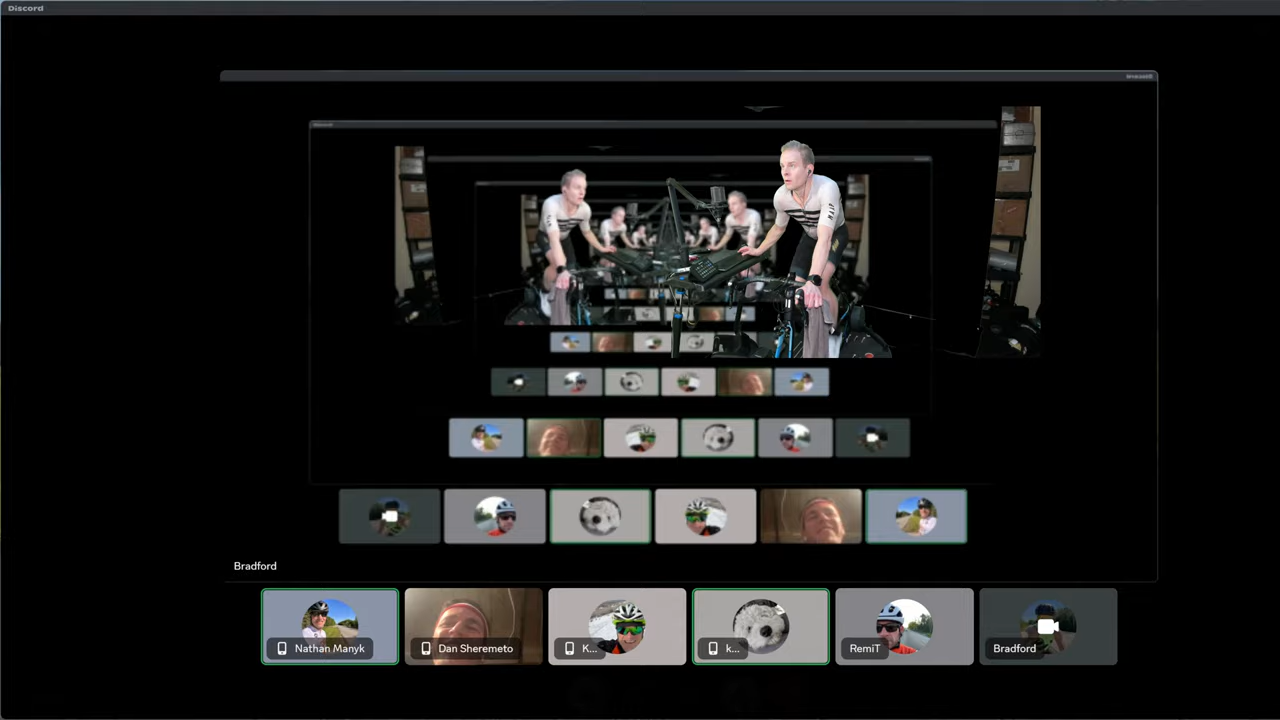 Discord
Bradford
Nathan Manyk
Dan Sheremeto
K...
k...
RemiT
Bradford